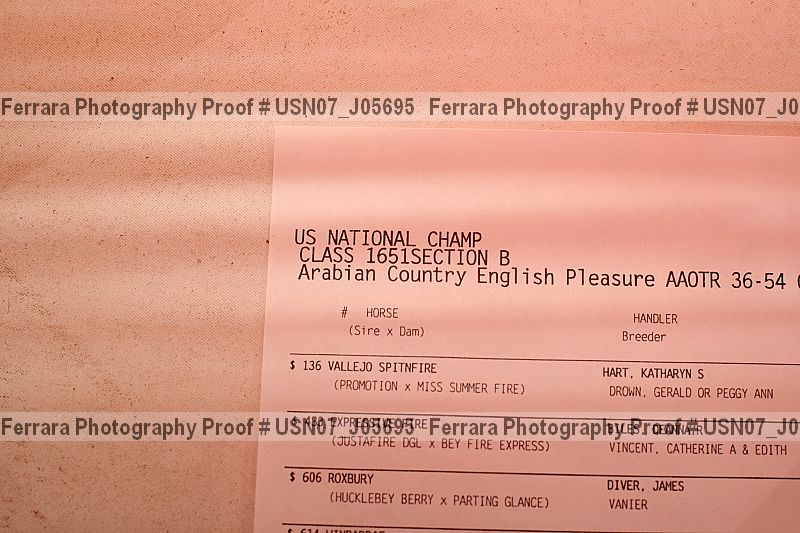 Ferrara Photography Proof # USN07_J05695 Ferrara Photography Proof # USN07_J0
US NATIONAL CHAMP
CLASS 1651SECTION B
Arabian Country English Pleasure AAOTR 36-54
# HORSE HANDLER
(Sire x Dam) Breeder
$ 136 VALLEJO SPITNFIRE HART, KATHARYN S
(PROMOTION x MISS SUMMER FIRE) DROWN, GERALD OR PEGGY ANN
EXPRESSIVE FIRE
Ferrara Photography Proof # USN07_J05695 Ferrara Photography Proof # USN07_J0
(JUSTAFIRE DGL x BEY FIRE EXPRESS) VINCENT, CATHERINE A & EDITH
$ 606 ROXBURY DIVER, JAMES
(HUCKLEBEY BERRY x PARTING GLANCE) VANIER